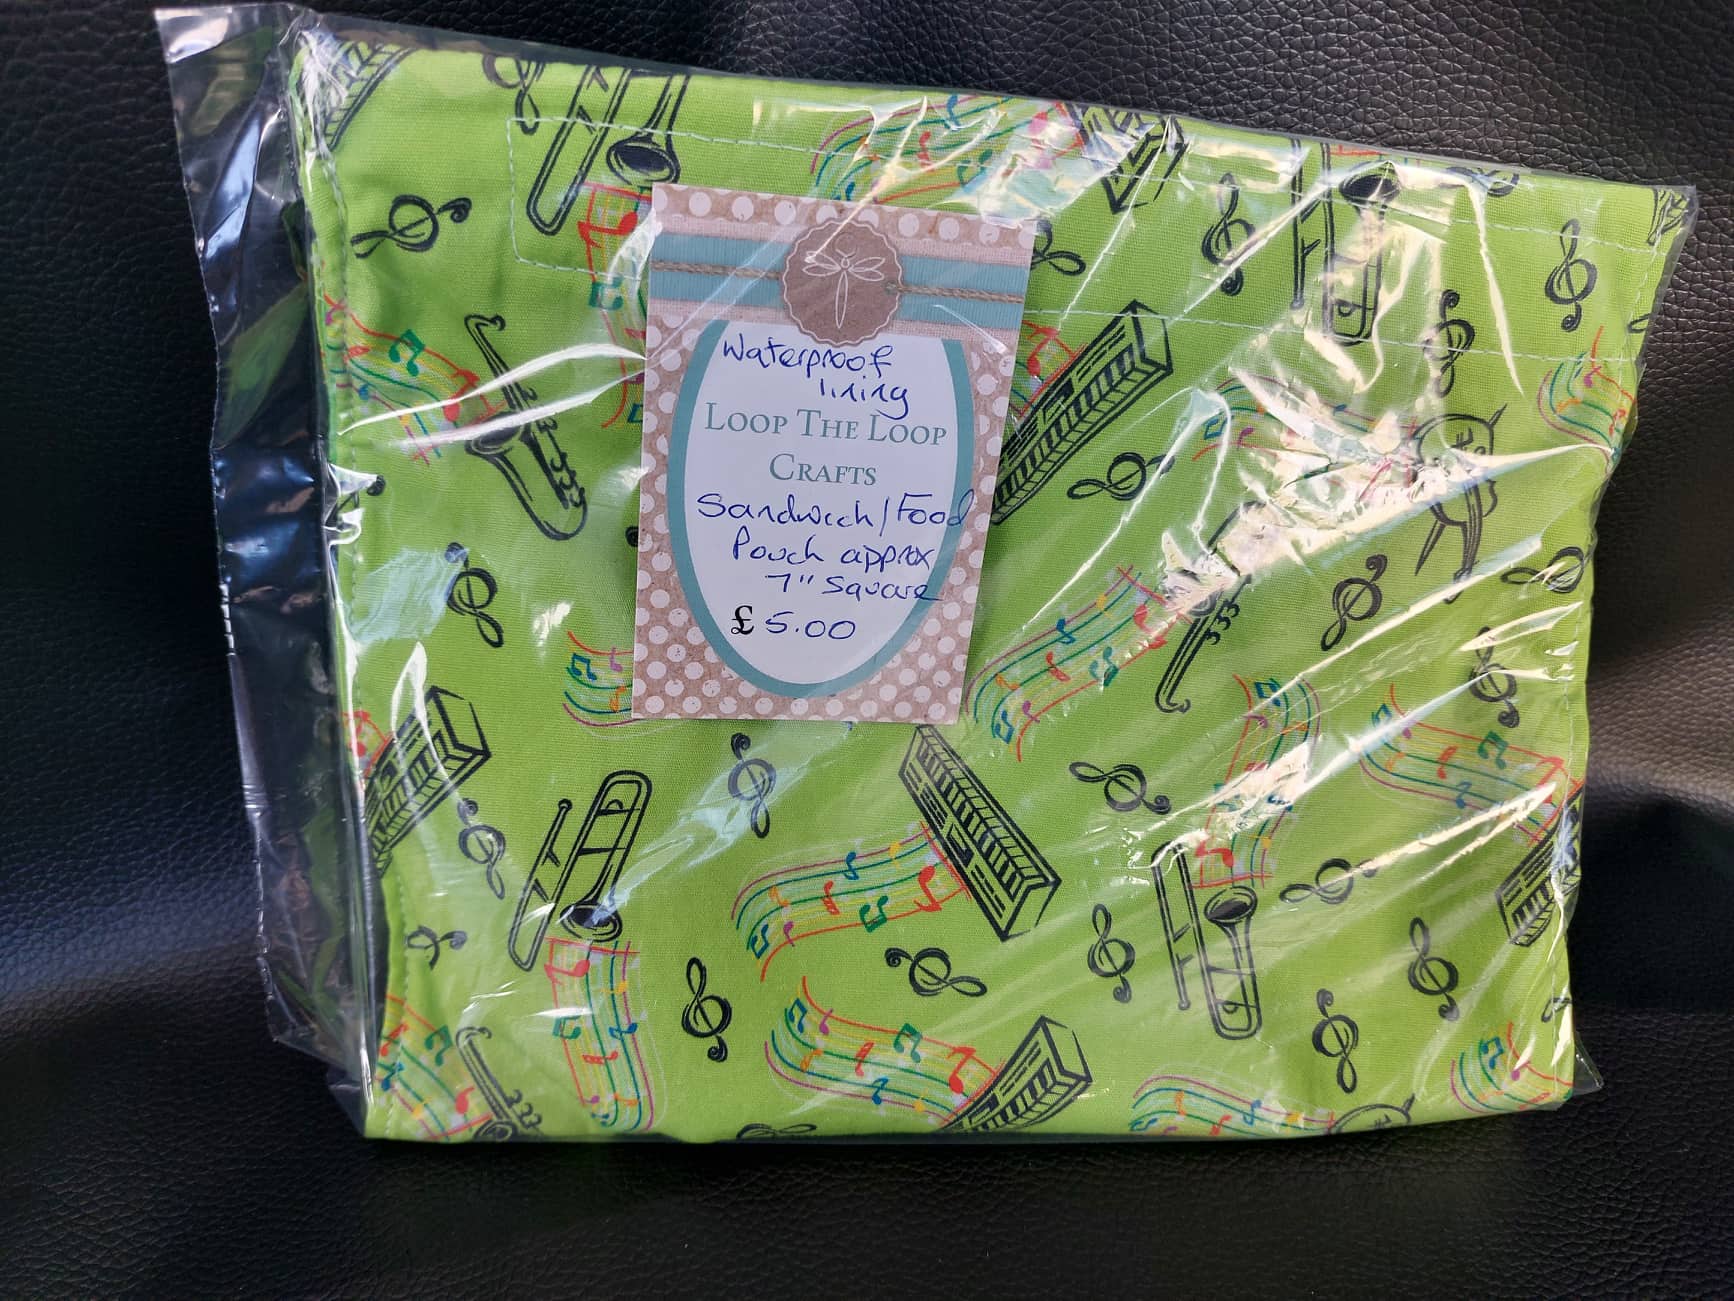 Waterproof
lining
LOOP THE LOOP
CRAFTS
Sandwich/Food
Pouch approx
7" Square
£5.00